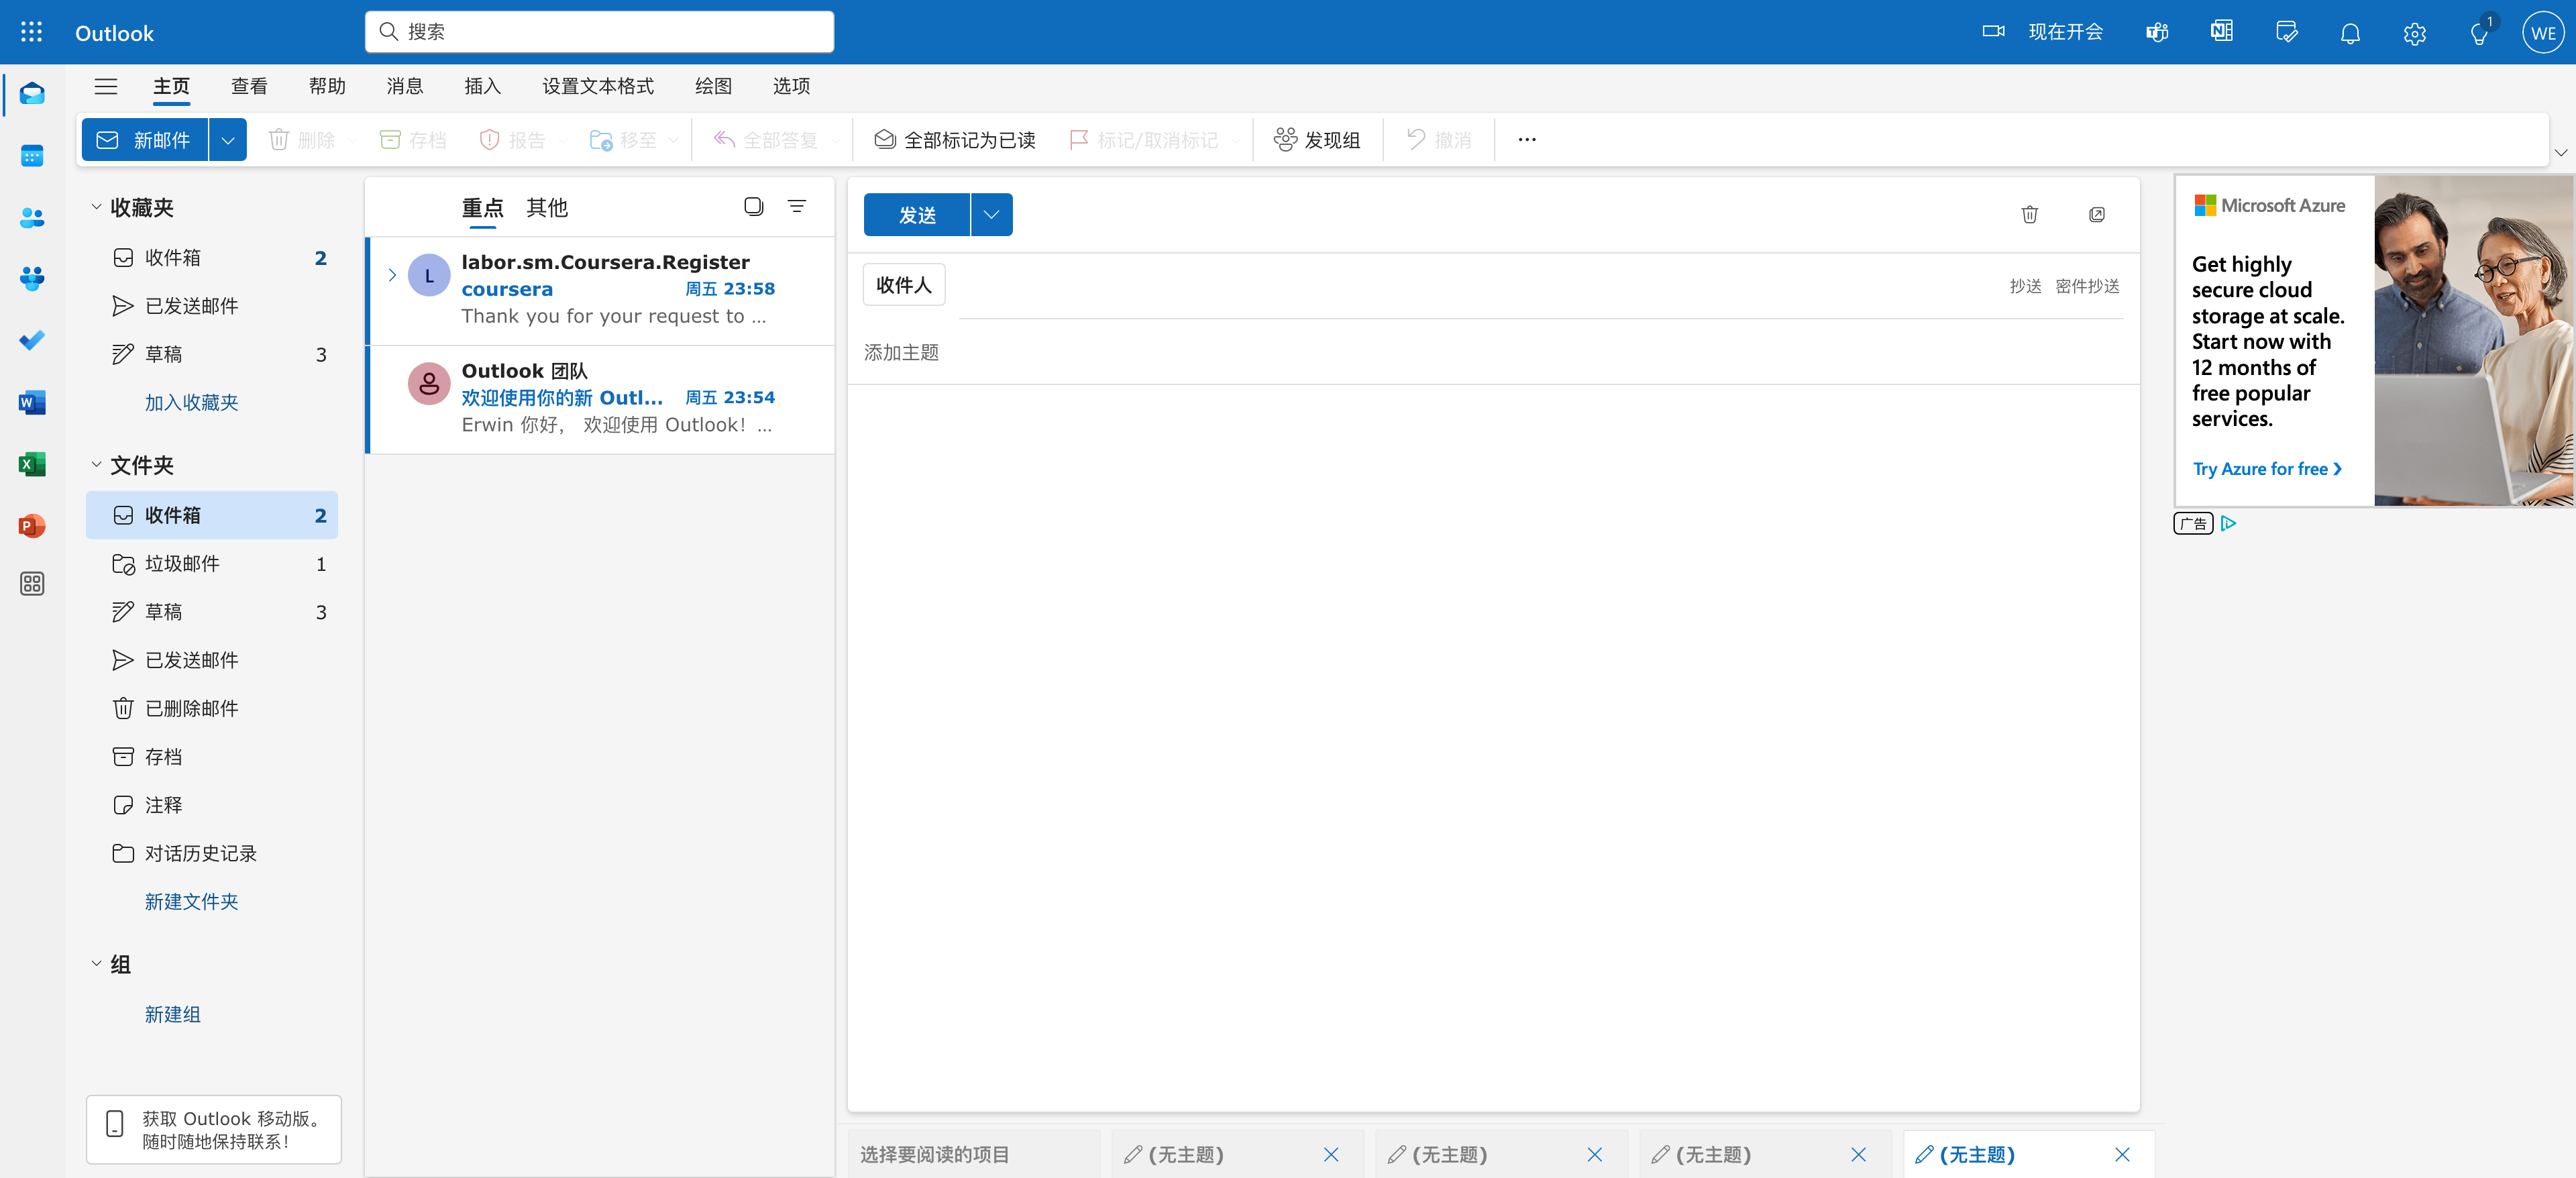 Outlook
搜索
现在开会
1
WE
主页
查看
帮助
消息
插入
设置文本格式
绘图
选项
新邮件
删除
存档
报告
移至
全部答复
全部标记为已读
标记/取消标记
发现组
撤消
收藏夹
收件箱 2
已发送邮件
草稿 3
加入收藏夹
文件夹
收件箱 2
垃圾邮件 1
草稿 3
已发送邮件
已删除邮件
存档
注释
对话历史记录
新建文件夹
组
新建组
获取 Outlook 移动版。
随时随地保持联系！
重点 其他
L
labor.sm.Coursera.Register
coursera 周五 23:58
Thank you for your request to ...
Outlook 团队
欢迎使用你的新 Outl... 周五 23:54
Erwin 你好， 欢迎使用 Outlook！...
发送
收件人
抄送 密件抄送
添加主题
选择要阅读的项目
(无主题)
(无主题)
(无主题)
(无主题)
Microsoft Azure
Get highly
secure cloud
storage at scale.
Start now with
12 months of
free popular
services.
Try Azure for free ❯
广告